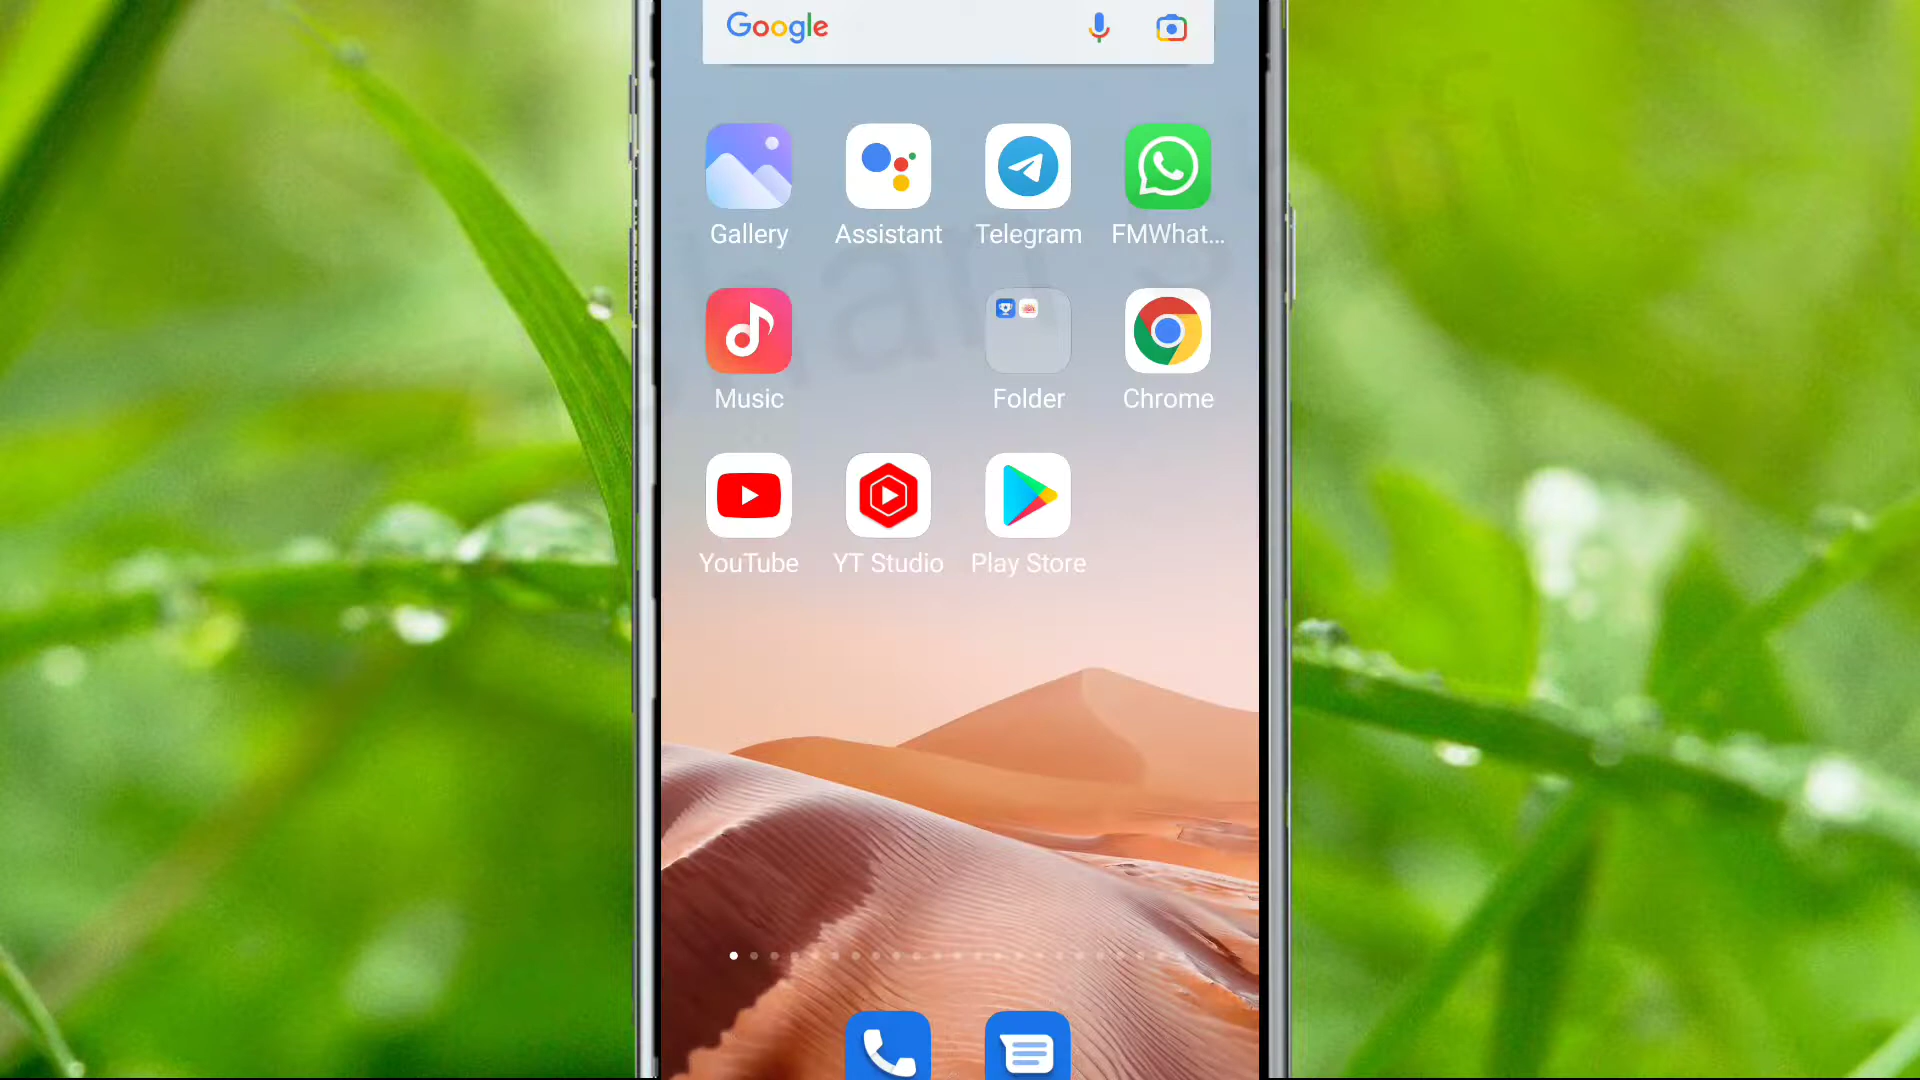 Google
Gallery Assistant Telegram FMWhat...
Music Folder Chrome
YouTube YT Studio Play Store